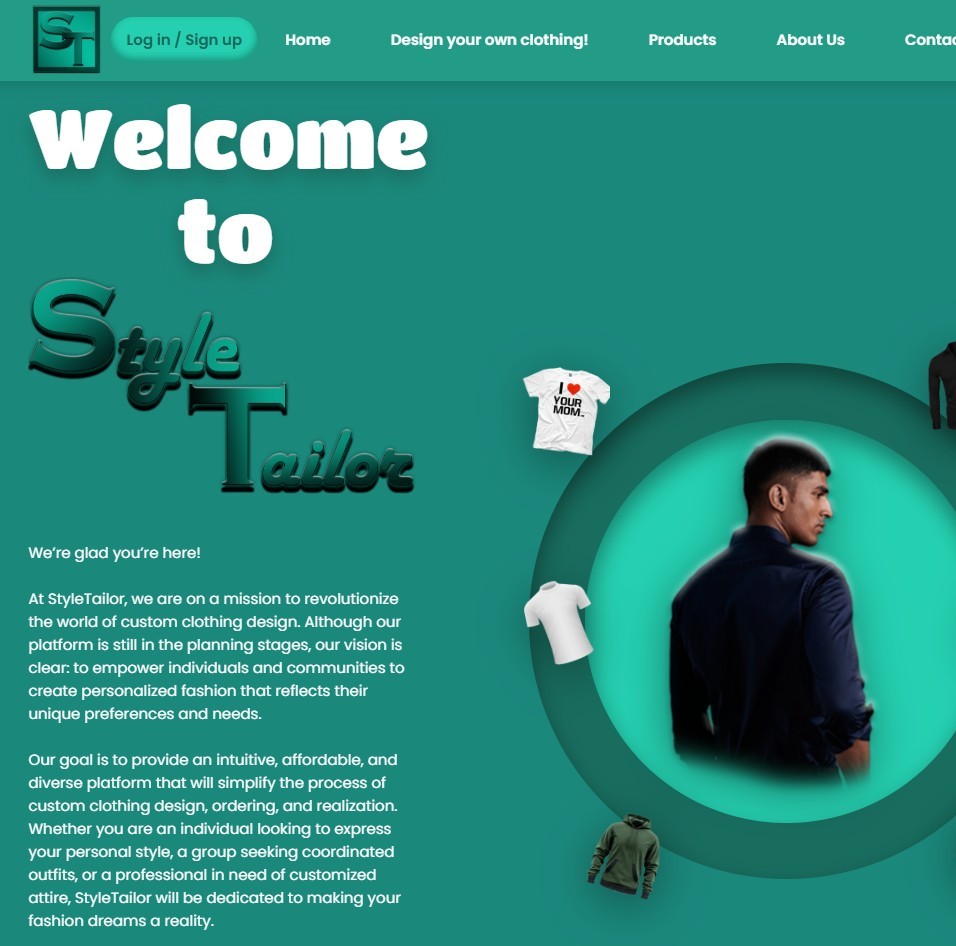 ST
Log in / Sign up
Home
Design your own clothing!
Products
About Us
Welcome
to
Style
Tailor
I ❤
YOUR
MOM
We’re glad you’re here!
At StyleTailor, we are on a mission to revolutionize
the world of custom clothing design. Although our
platform is still in the planning stages, our vision is
clear: to empower individuals and communities to
create personalized fashion that reflects their
unique preferences and needs.
Our goal is to provide an intuitive, affordable, and
diverse platform that will simplify the process of
custom clothing design, ordering, and realization.
Whether you are an individual looking to express
your personal style, a group seeking coordinated
outfits, or a professional in need of customized
attire, StyleTailor will be dedicated to making your
fashion dreams a reality.